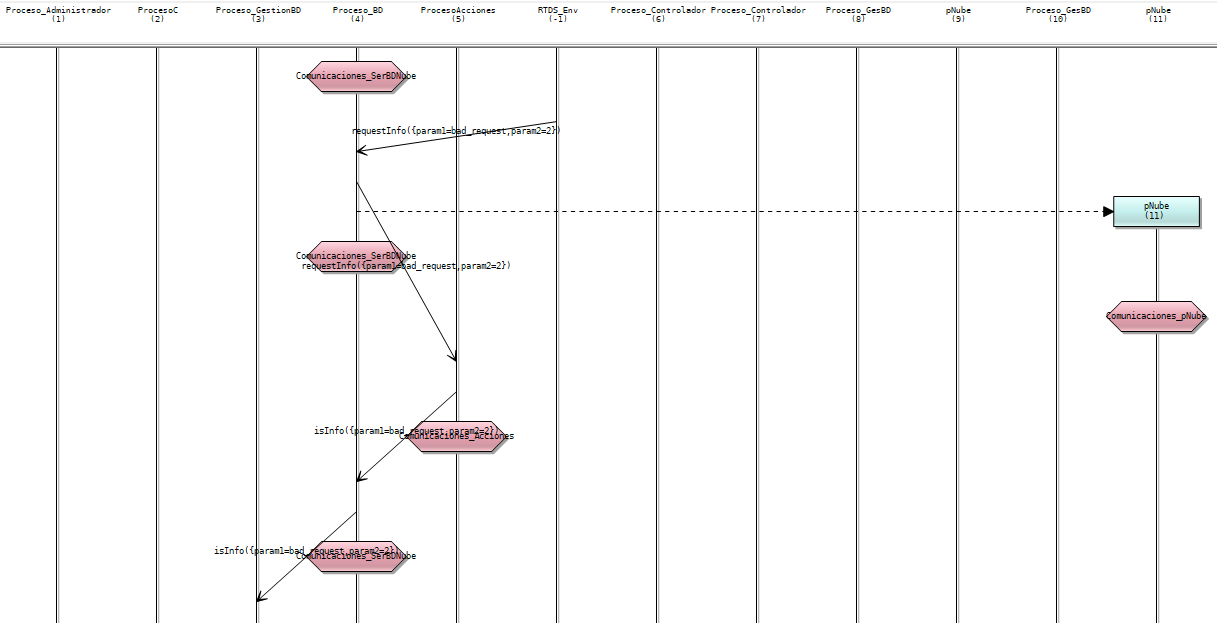 Proceso_Administrador ProcesoC Proceso_GestionBD Proceso_BD ProcesoAcciones RTDS_Env Proceso_Controlador Proceso_Controlador Proceso_GesBD pNube Proceso_GesBD pNube
(1) (2) (3) (4) (5) (-1) (6) (7) (8) (9) (10) (11)
Comunicaciones_SerBDNube
requestInfo({param1=bad_request,param2=2})
pNube
(11)
Comunicaciones_SerBDNube
requestInfo({param1=bad_request,param2=2})
Comunicaciones_pNube
isInfo({param1=bad_request,param2=2})
Comunicaciones_Acciones
isInfo({param1=bad_request,param2=2})
Comunicaciones_SerBDNube